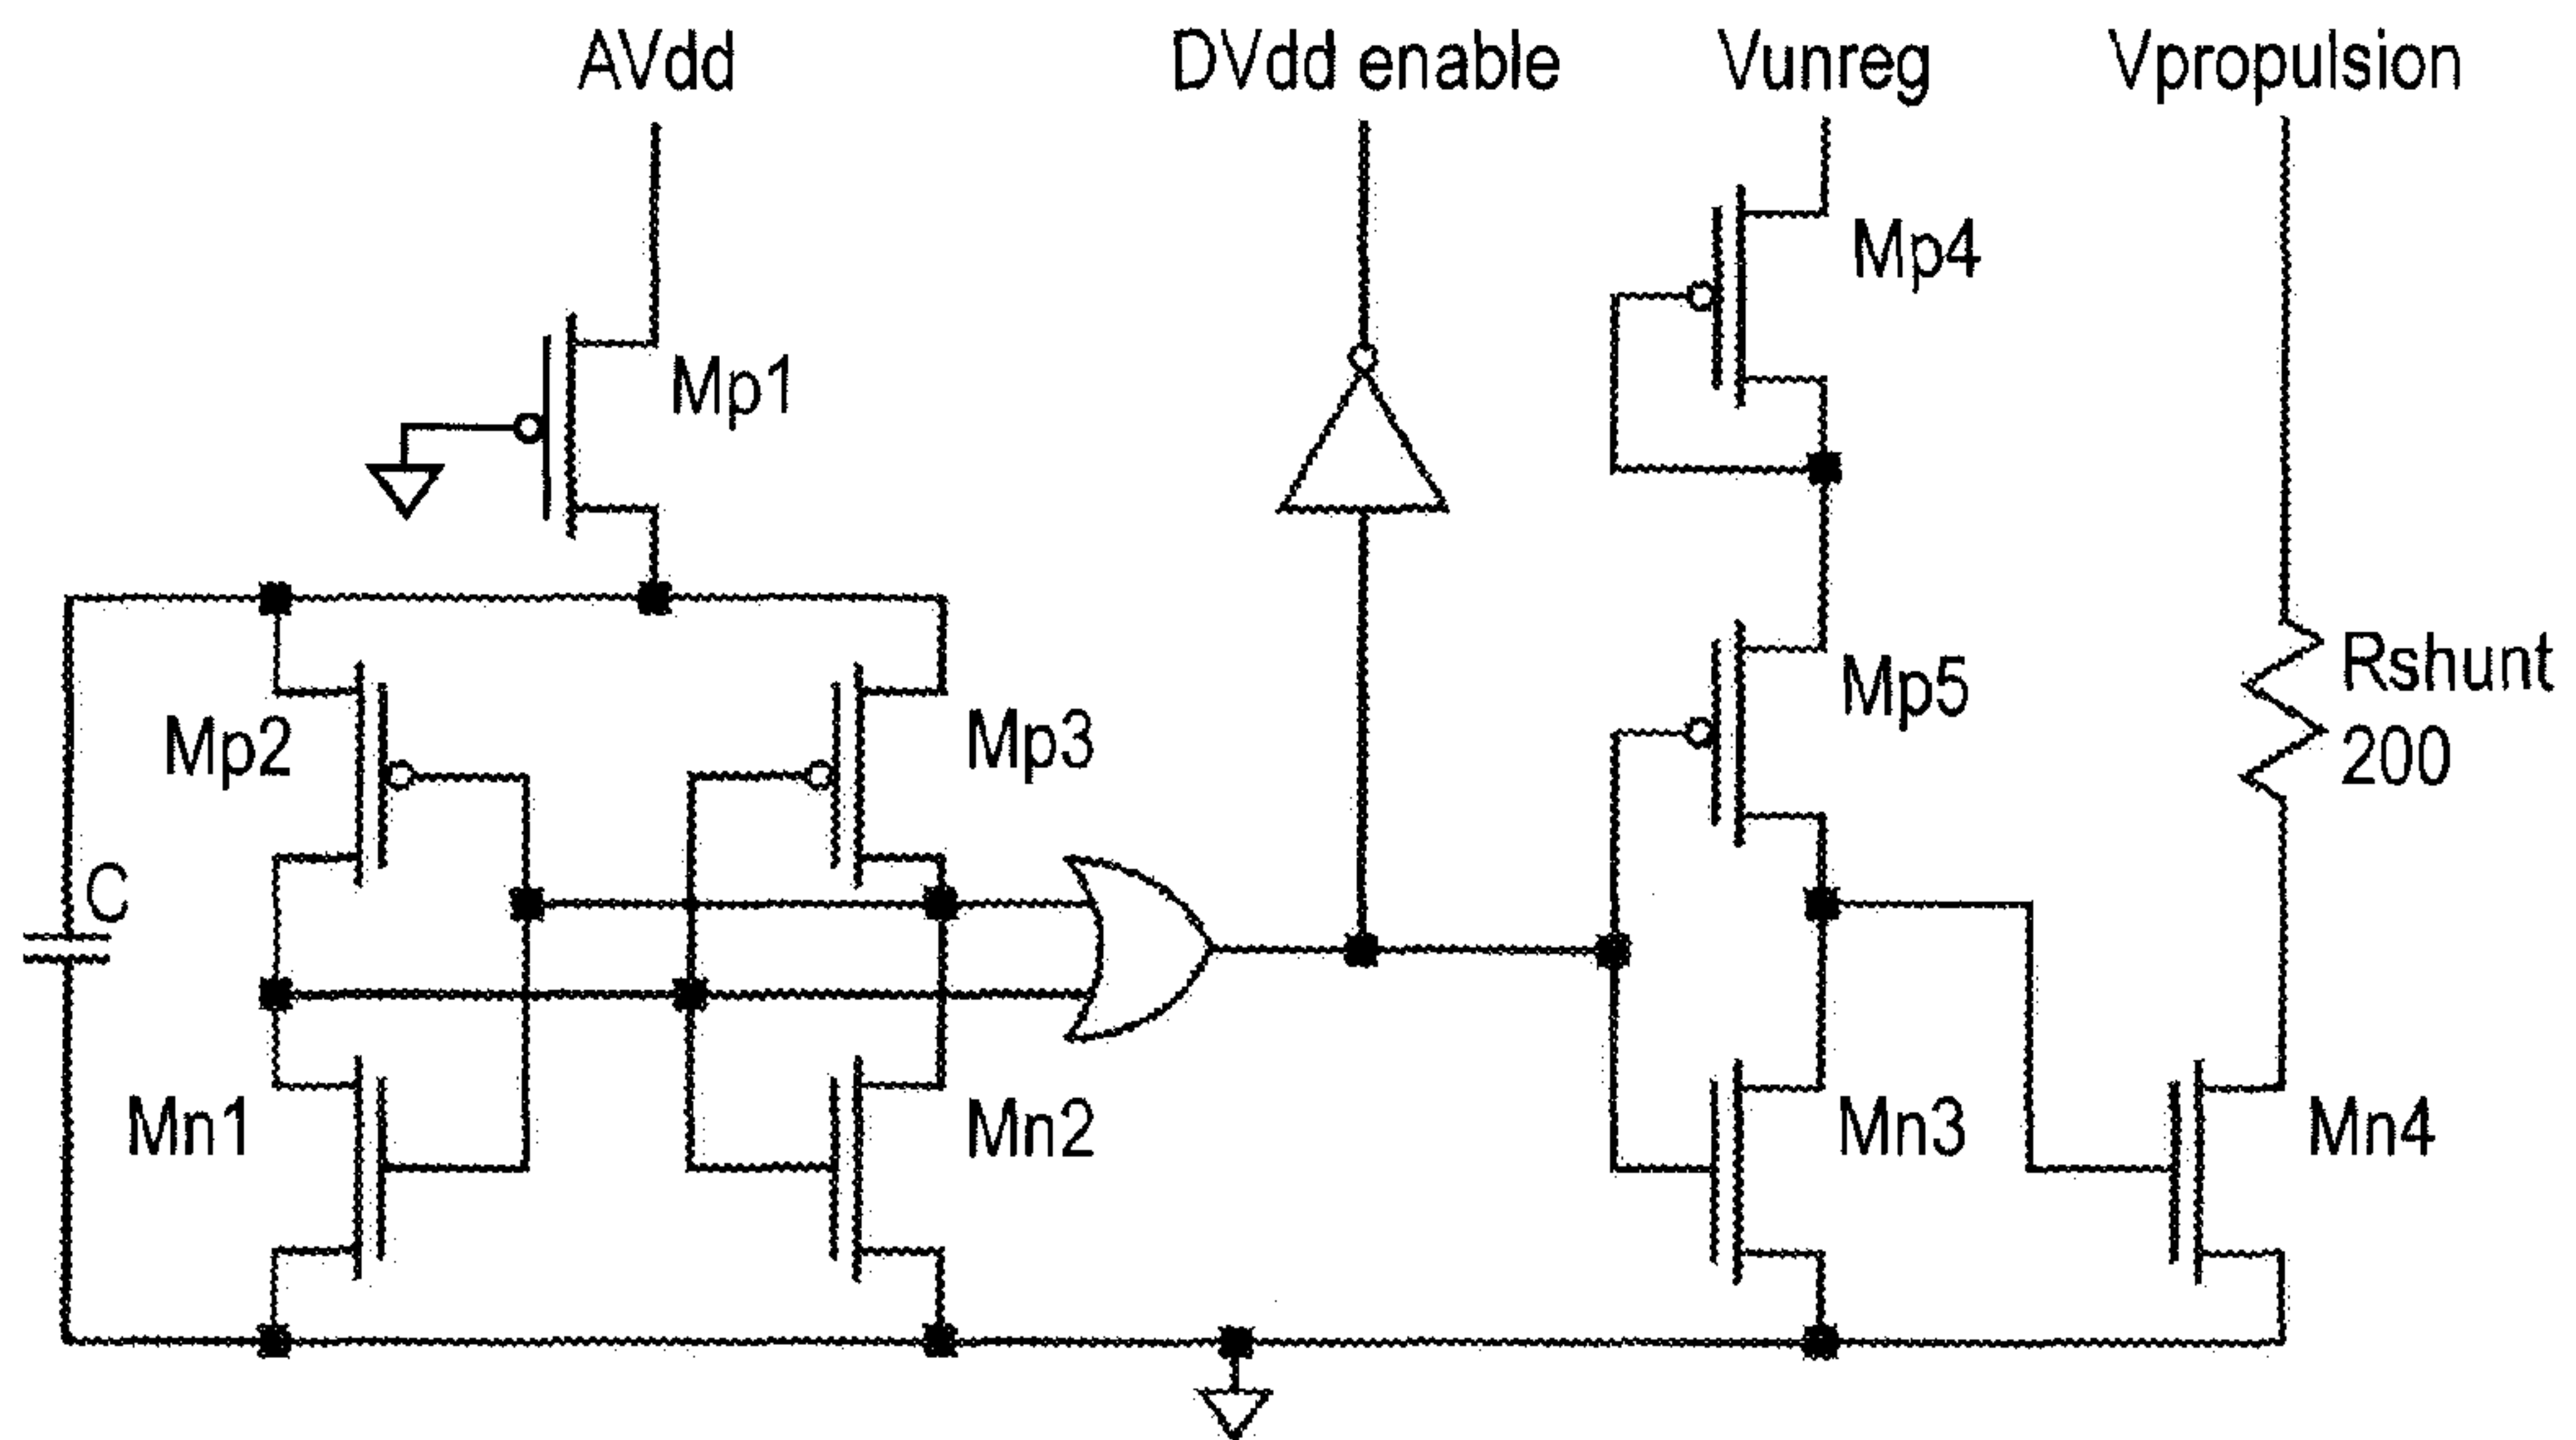 AVdd
DVdd enable
Vunreg
Vpropulsion
Mp4
Mp1
Rshunt
200
Mp5
Mp2
Mp3
C
Mn1
Mn2
Mn3
Mn4